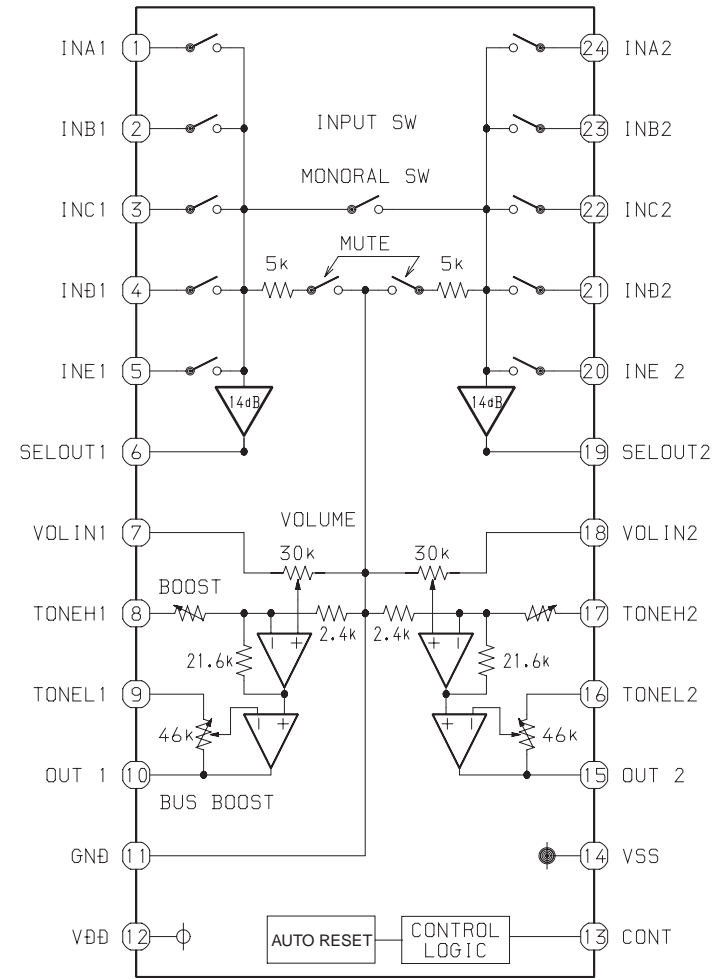 INA1 1 24 INA2
INB1 2 INPUT SW 23 INB2
MONORAL SW
INC1 3 22 INC2
MUTE
5k 5k
IND1 4 21 IND2
INE1 5 20 INE 2
14dB 14dB
SELOUT1 6 19 SELOUT2
VOLUME
VOLIN1 7 18 VOLIN2
30k 30k
BOOST
TONEH1 8 17 TONEH2
2.4k 2.4k
− + + −
21.6k 21.6k
TONEL1 9 16 TONEL2
− + + −
46k 46k
OUT 1 10 15 OUT 2
BUS BOOST
GND 11 14 VSS
VDD 12 AUTO RESET CONTROL 13 CONT
LOGIC